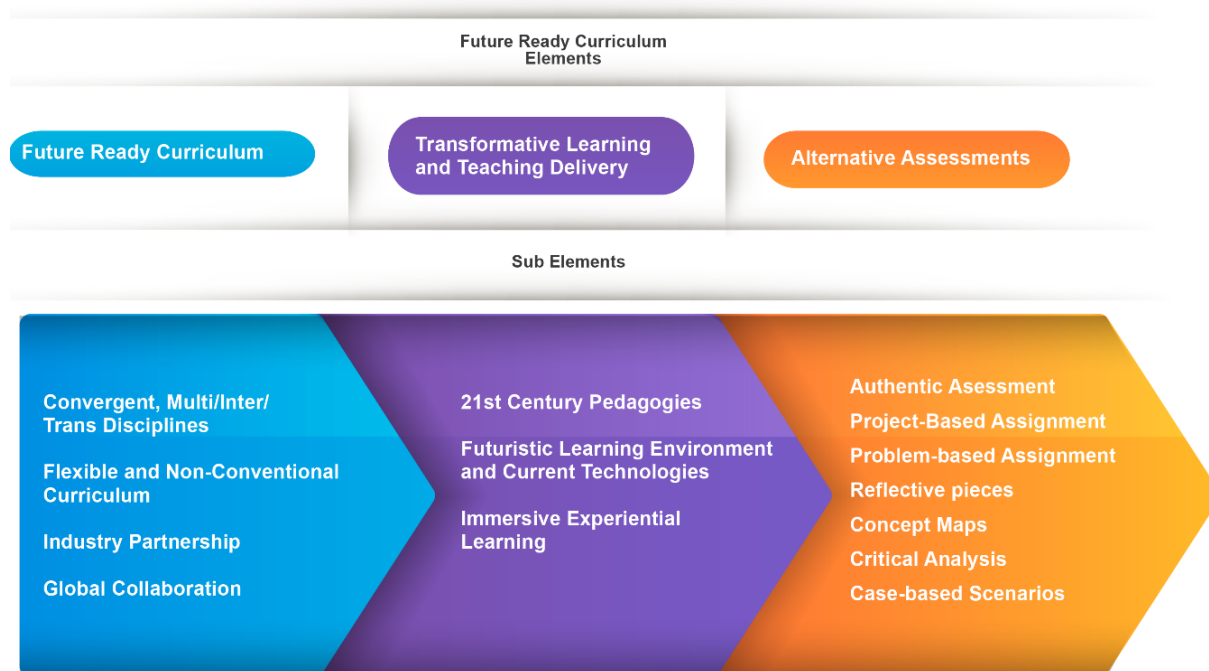 Future Ready Curriculum
Elements
Future Ready Curriculum
Transformative Learning
and Teaching Delivery
Alternative Assessments
Sub Elements
Convergent, Multi/Inter/
Trans Disciplines
Flexible and Non-Conventional
Curriculum
Industry Partnership
Global Collaboration
21st Century Pedagogies
Futuristic Learning Environment
and Current Technologies
Immersive Experiential
Learning
Authentic Asessment
Project-Based Assignment
Problem-based Assignment
Reflective pieces
Concept Maps
Critical Analysis
Case-based Scenarios